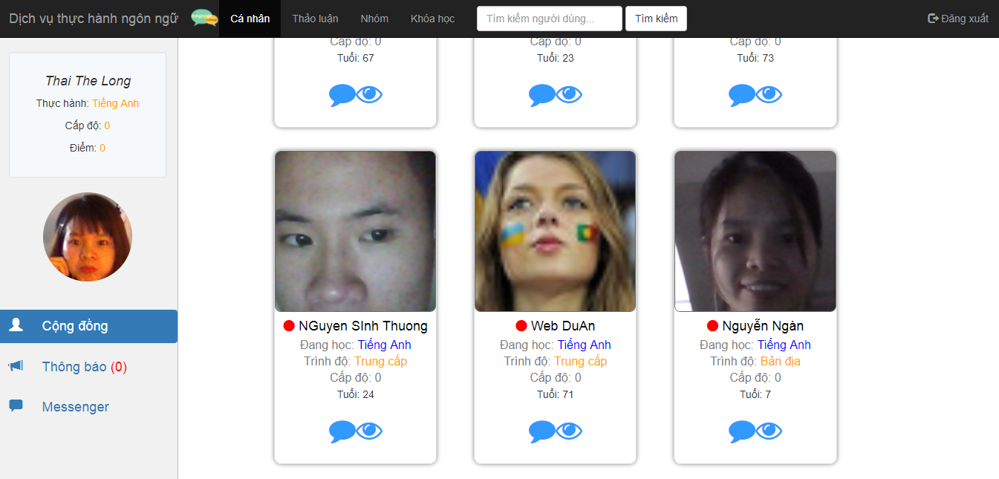 Dịch vụ thực hành ngôn ngữ
Cá nhân
Thảo luận
Nhóm
Khóa học
Tìm kiếm người dùng...
Tìm kiếm
Đăng xuất
Thai The Long
Thực hành: Tiếng Anh
Cấp độ: 0
Điểm: 0
Cộng đồng
Thông báo (0)
Messenger
Cấp độ: 0
Tuổi: 67
Cấp độ: 0
Tuổi: 23
Cấp độ: 0
Tuổi: 73
NGuyen SInh Thuong
Đang học: Tiếng Anh
Trình độ: Trung cấp
Cấp độ: 0
Tuổi: 24
Web DuAn
Đang học: Tiếng Anh
Trình độ: Trung cấp
Cấp độ: 0
Tuổi: 71
Nguyễn Ngàn
Đang học: Tiếng Anh
Trình độ: Bản địa
Cấp độ: 0
Tuổi: 7